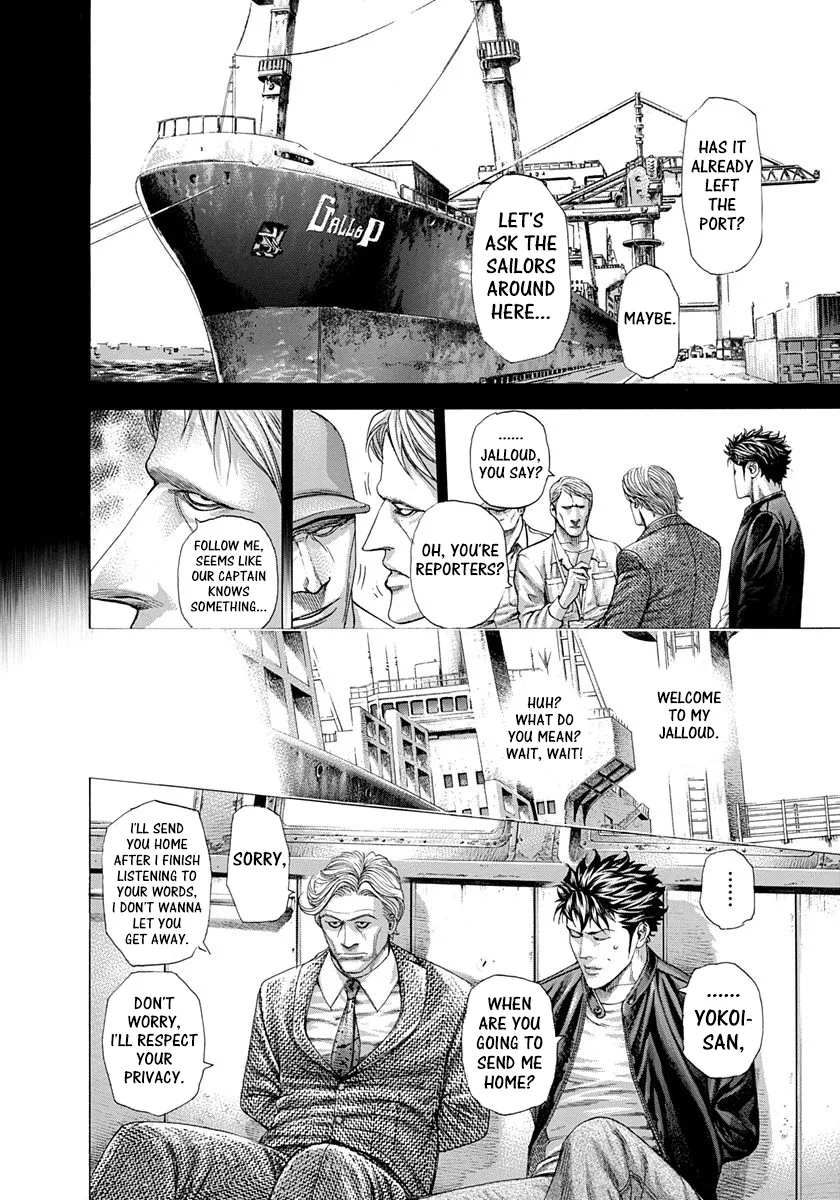 HAS IT
ALREADY
LEFT
THE
PORT?
MAYBE.
LET'S
ASK THE
SAILORS
AROUND
HERE...
GALLOP
......
JALLOUD,
YOU SAY?
OH, YOU'RE
REPORTERS?
FOLLOW ME,
SEEMS LIKE
OUR CAPTAIN
KNOWS
SOMETHING...
WELCOME
TO MY
JALLOUD.
HUH?
WHAT DO
YOU MEAN?
WAIT, WAIT!
......
......
YOKOI-
SAN,
WHEN
ARE YOU
GOING TO
SEND ME
HOME?
SORRY,
I'LL SEND
YOU HOME
AFTER I FINISH
LISTENING TO
YOUR WORDS,
I DON'T WANNA
LET YOU
GET AWAY.
DON'T
WORRY,
I'LL RESPECT
YOUR
PRIVACY.